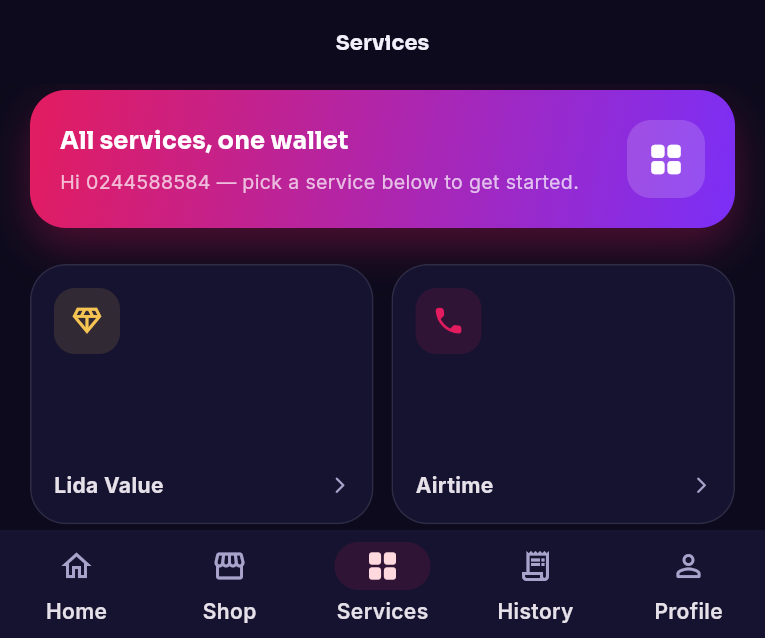 Services
All services, one wallet
Hi 0244588584 — pick a service below to get started.
Lida Value
Airtime
Home
Shop
Services
History
Profile